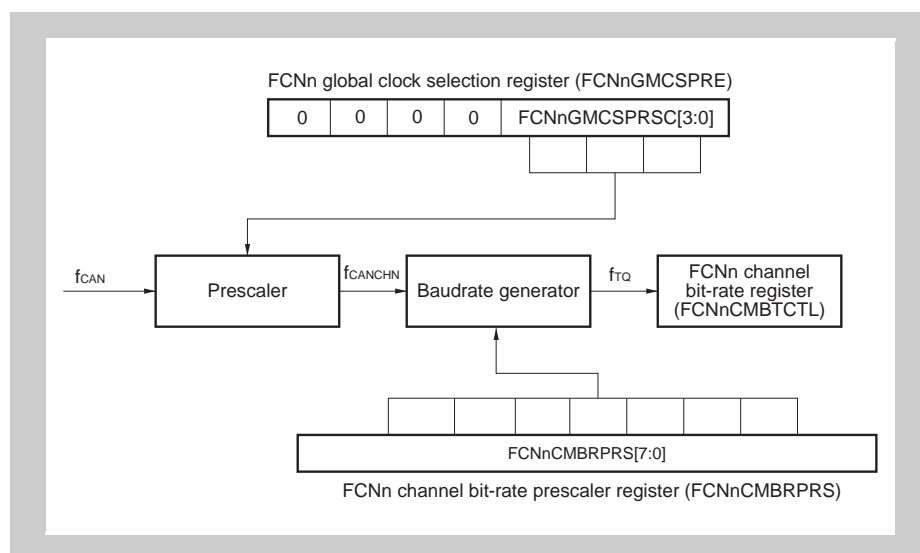 FCNn global clock selection register (FCNnGMCSPRE)
0 0 0 0 FCNnGMCSPRSC[3:0]
fCAN
Prescaler
fCANCHN
Baudrate generator
fTQ
FCNn channel
bit-rate register
(FCNnCMBTCTL)
FCNnCMBRPRS[7:0]
FCNn channel bit-rate prescaler register (FCNnCMBRPRS)